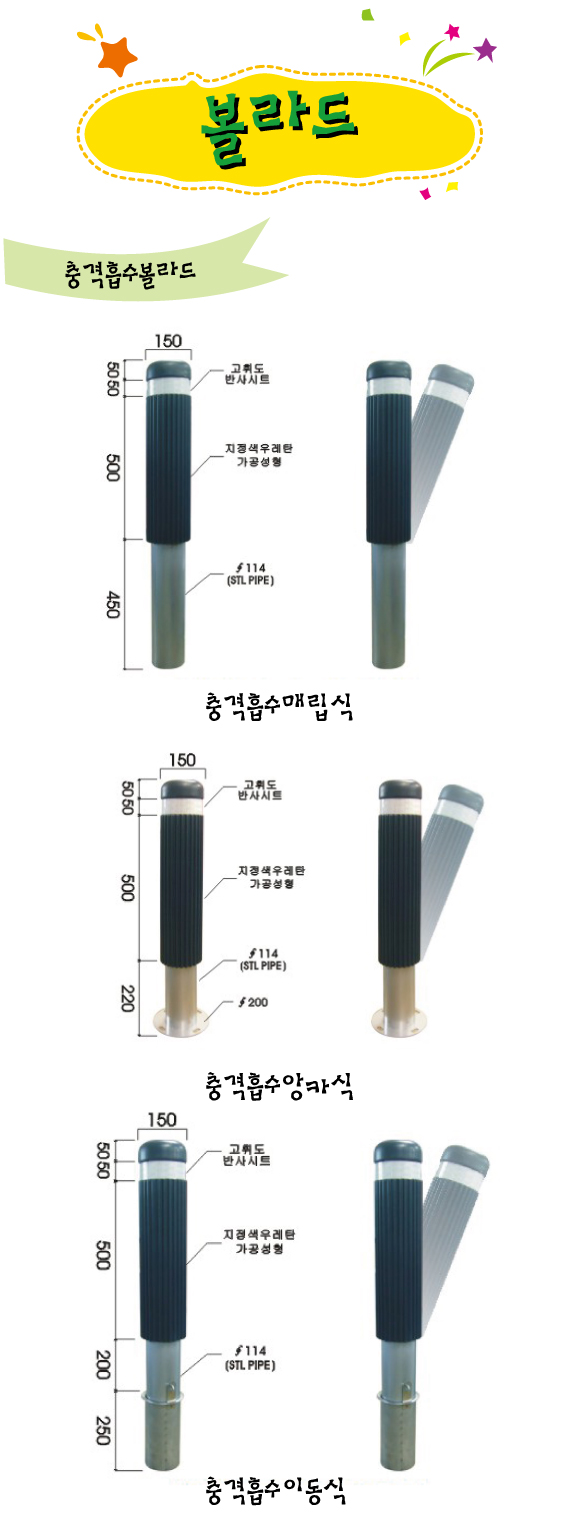 볼라드
충격흡수볼라드
150
50
50
고휘도
반사시트
500
지정색우레탄
가공성형
450
∮114
(STL PIPE)
충격흡수매립식
150
50
50
고휘도
반사시트
500
지정색우레탄
가공성형
220
∮114
(STL PIPE)
∮200
충격흡수앙카식
150
50
50
고휘도
반사시트
500
지정색우레탄
가공성형
200
∮114
(STL PIPE)
250
충격흡수이동식